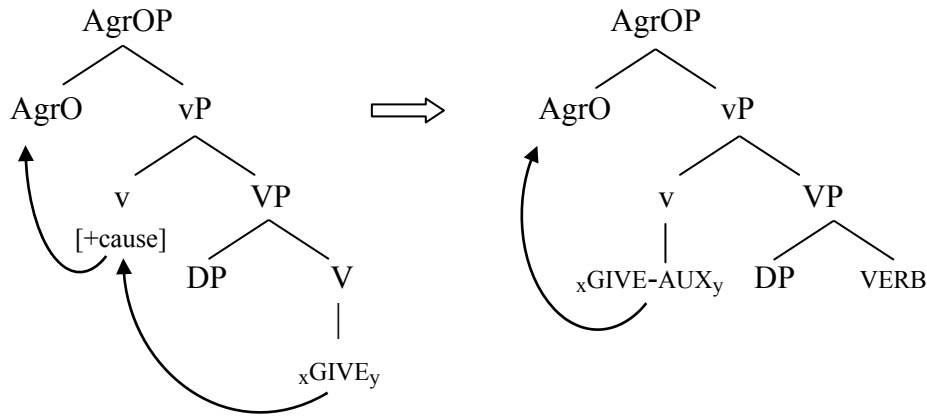 AgrOP AgrOP
AgrO vP AgrO vP
v VP v VP
[+cause]
DP V xGIVE-AUXy DP VERB
xGIVEy